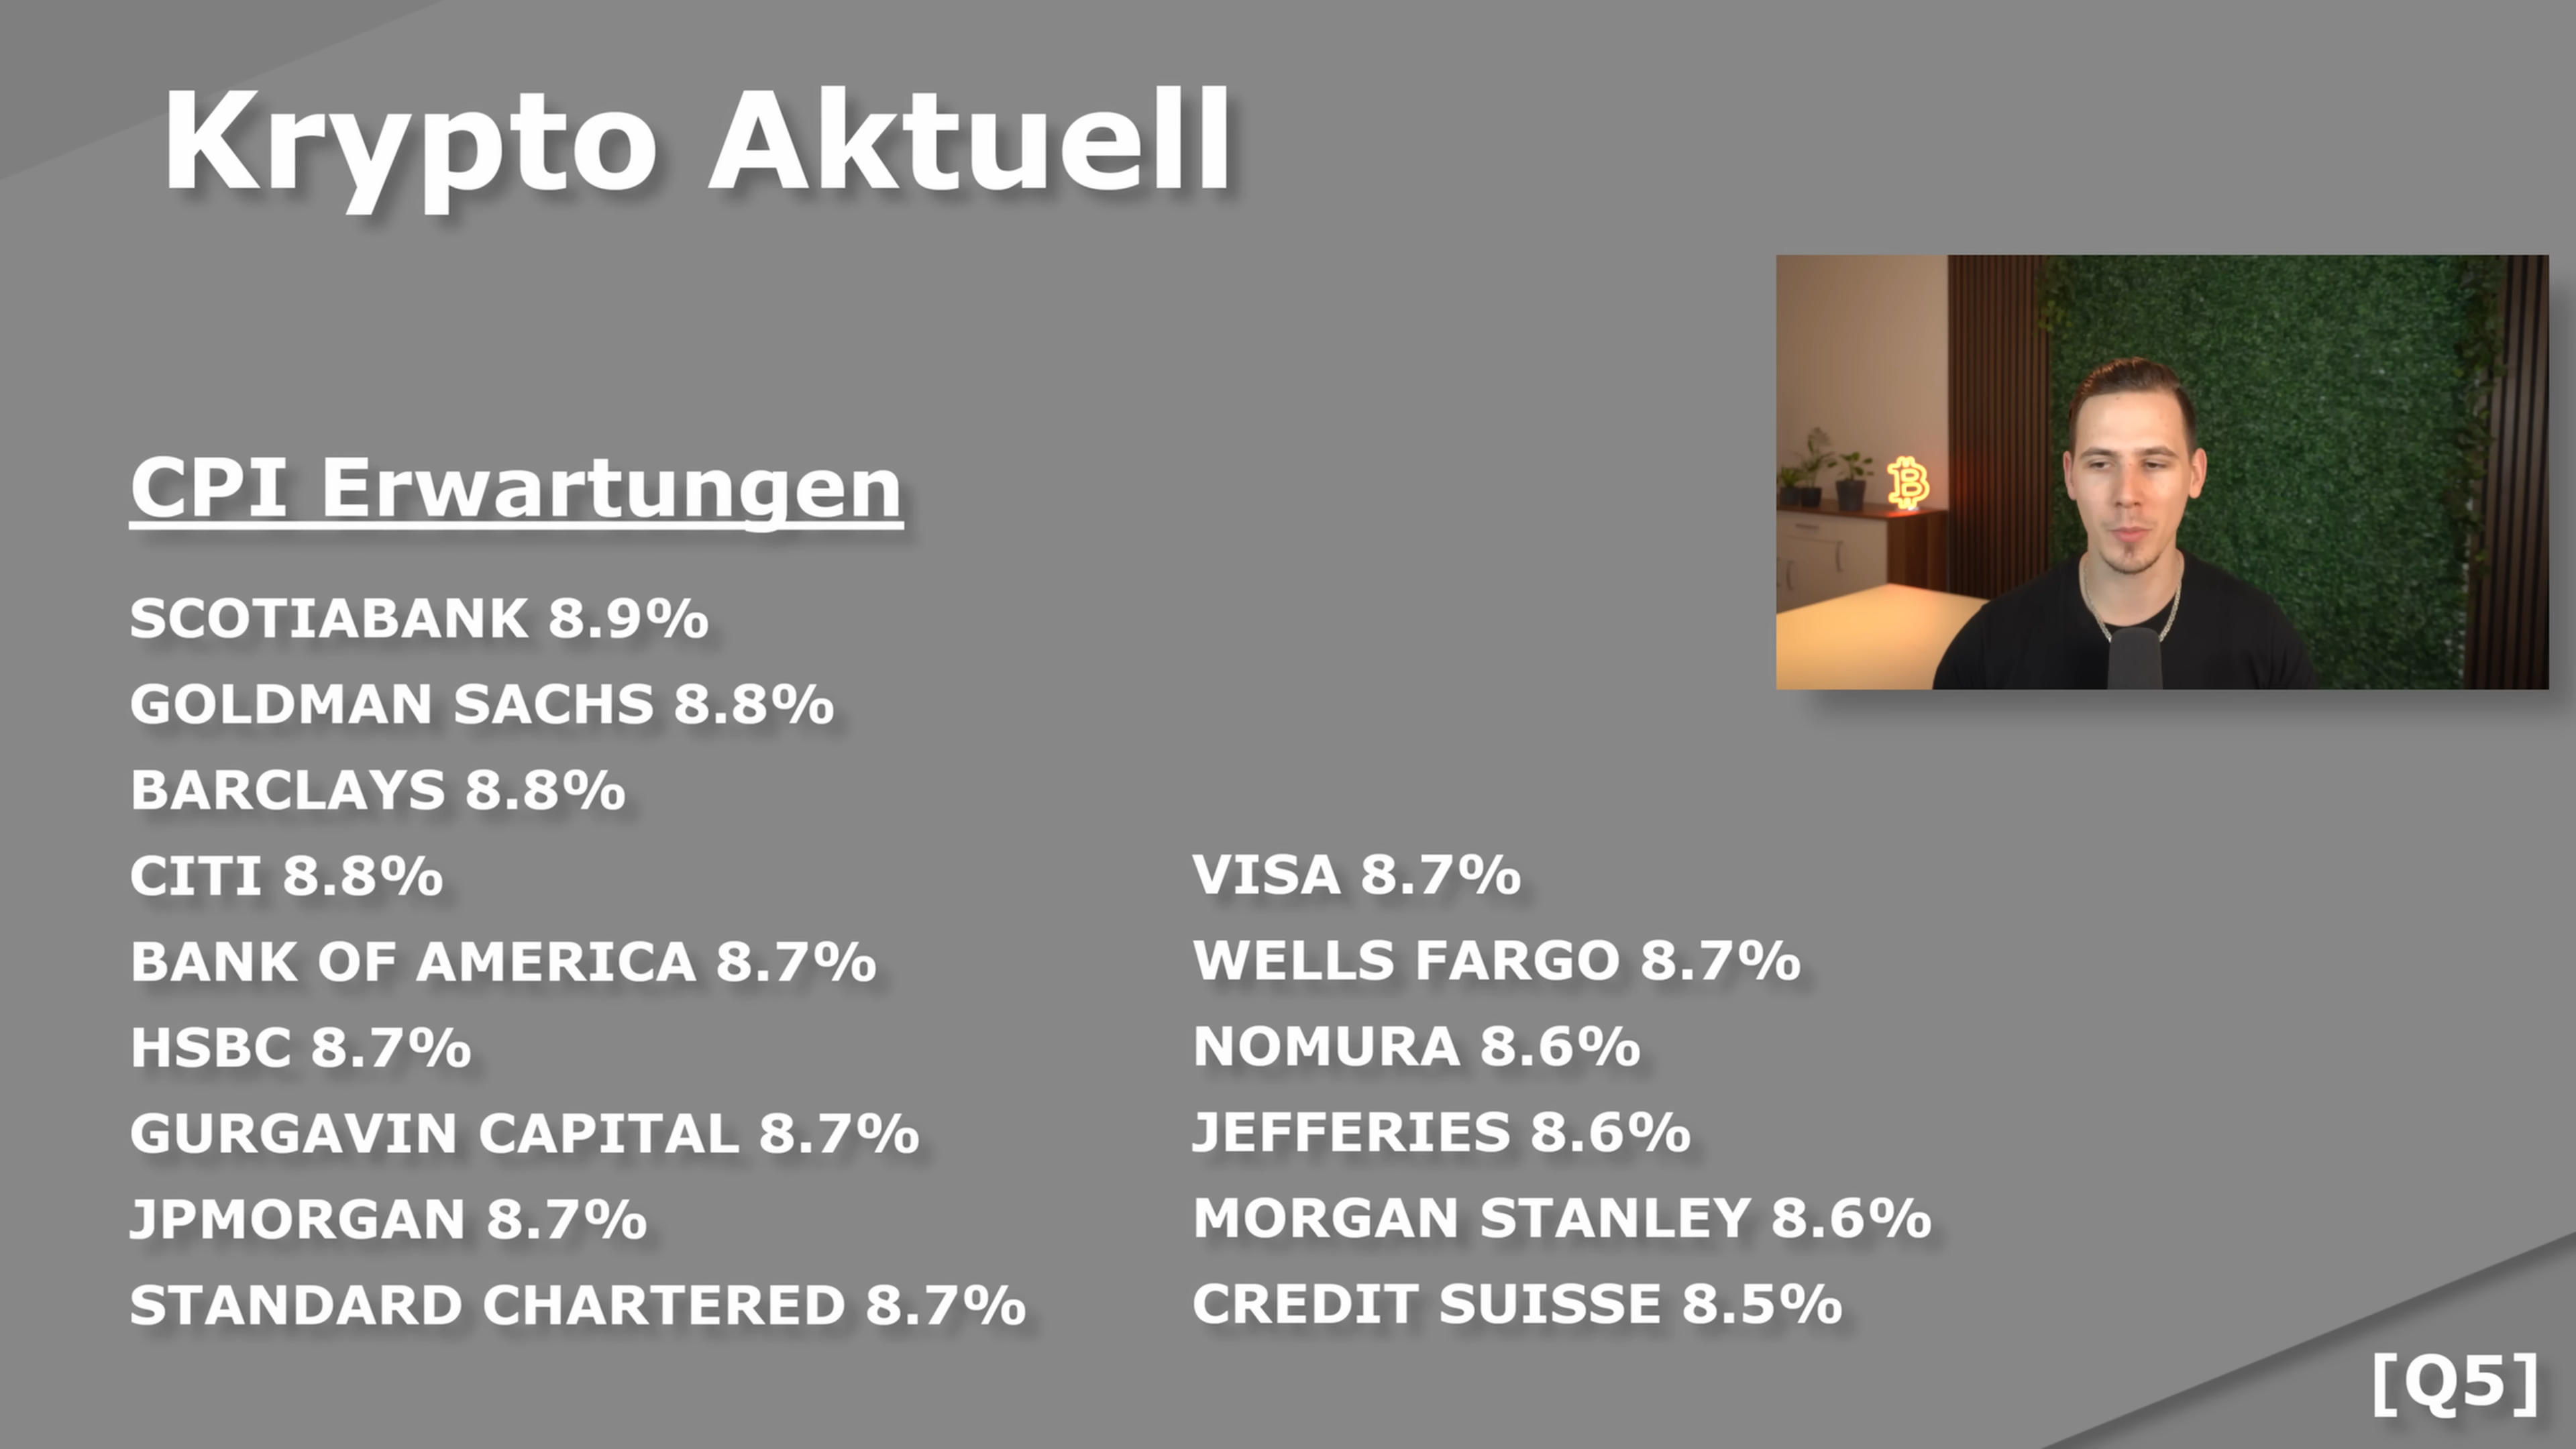 Krypto Aktuell
CPI Erwartungen
SCOTIABANK 8.9%
GOLDMAN SACHS 8.8%
BARCLAYS 8.8%
CITI 8.8%
BANK OF AMERICA 8.7%
HSBC 8.7%
GURGAVIN CAPITAL 8.7%
JPMORGAN 8.7%
STANDARD CHARTERED 8.7%
VISA 8.7%
WELLS FARGO 8.7%
NOMURA 8.6%
JEFFERIES 8.6%
MORGAN STANLEY 8.6%
CREDIT SUISSE 8.5%
[Q5]